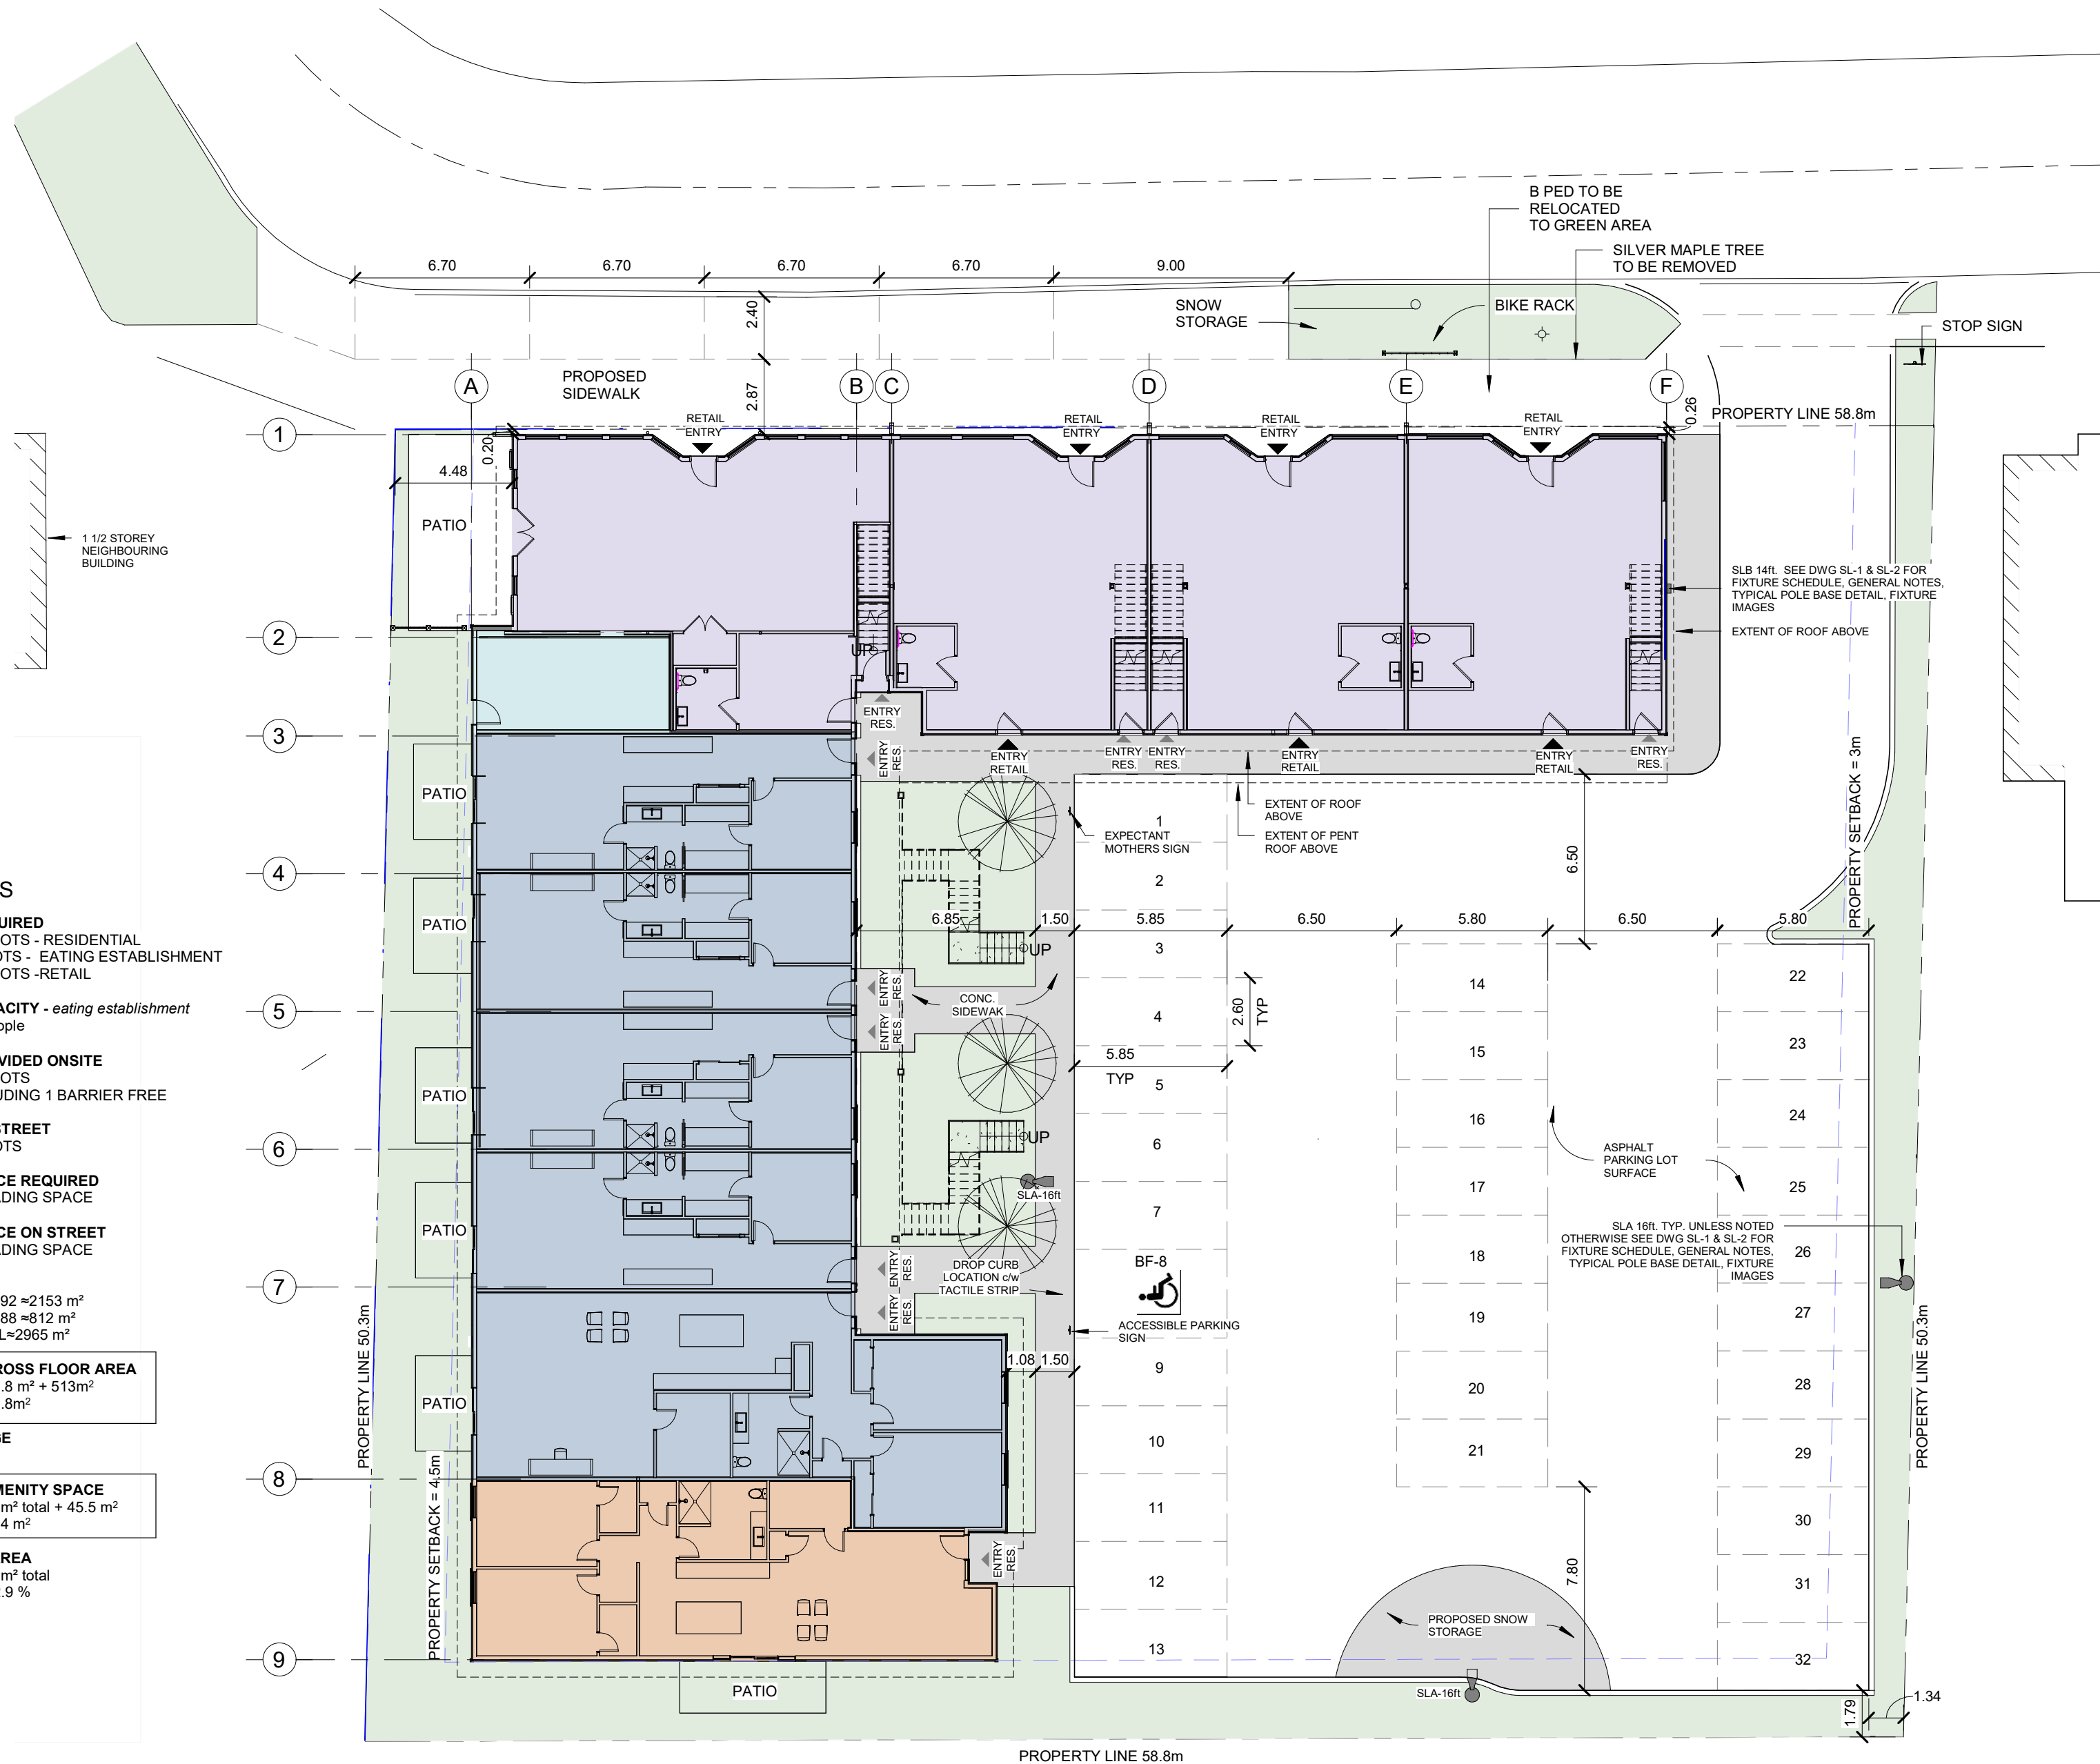 B PED TO BE
RELOCATED
TO GREEN AREA
SILVER MAPLE TREE
TO BE REMOVED
6.70
6.70
6.70
6.70
9.00
2.40
SNOW
STORAGE
BIKE RACK
STOP SIGN
A
PROPOSED
SIDEWALK
2.87
B
C
D
E
F
0.26
PROPERTY LINE 58.8m
1
RETAIL
ENTRY
RETAIL
ENTRY
RETAIL
ENTRY
RETAIL
ENTRY
0.20
4.48
PATIO
1 1/2 STOREY
NEIGHBOURING
BUILDING
SLB 14ft. SEE DWG SL-1 & SL-2 FOR
FIXTURE SCHEDULE, GENERAL NOTES,
TYPICAL POLE BASE DETAIL, FIXTURE
IMAGES
EXTENT OF ROOF ABOVE
2
UP
ENTRY
RES.
3
ENTRY
RES.
ENTRY
RETAIL
ENTRY
RES.
ENTRY
RES.
ENTRY
RETAIL
ENTRY
RETAIL
ENTRY
RES.
PROPERTY SETBACK = 3m
PATIO
EXTENT OF ROOF
ABOVE
EXTENT OF PENT
ROOF ABOVE
1
EXPECTANT
MOTHERS SIGN
6.50
4
2
S
UIRED
OTS - RESIDENTIAL
OTS - EATING ESTABLISHMENT
OTS -RETAIL
PATIO
6.85
1.50
5.85
6.50
5.80
6.50
5.80
UP
3
ENTRY
RES.
14
22
ACITY - eating establishment
ople
5
CONC.
SIDEWAK
4
2.60
TYP
ENTRY
RES.
15
23
VIDED ONSITE
OTS
UDING 1 BARRIER FREE
PATIO
5.85
TYP
5
16
24
STREET
OTS
6
UP
6
ASPHALT
PARKING LOT
SURFACE
CE REQUIRED
ADING SPACE
SLA-16ft
17
25
7
PATIO
CE ON STREET
ADING SPACE
SLA 16ft. TYP. UNLESS NOTED
OTHERWISE SEE DWG SL-1 & SL-2 FOR
FIXTURE SCHEDULE, GENERAL NOTES,
TYPICAL POLE BASE DETAIL, FIXTURE
IMAGES
18
26
7
ENTRY
RES.
DROP CURB
LOCATION c/w
TACTILE STRIP
BF-8
92 ≈2153 m²
88 ≈812 m²
L≈2965 m²
ENTRY
RES.
ACCESSIBLE PARKING
SIGN
19
27
PROPERTY LINE 50.3m
PROPERTY LINE 50.3m
ROSS FLOOR AREA
.8 m² + 513m²
.8m²
1.08
1.50
9
20
28
PATIO
GE
10
21
29
8
MENITY SPACE
m² total + 45.5 m²
4 m²
PROPERTY SETBACK = 4.5m
11
30
REA
m² total
.9 %
ENTRY
RES.
12
7.80
31
PROPOSED SNOW
STORAGE
9
13
32
PATIO
SLA-16ft
1.79
1.34
PROPERTY LINE 58.8m